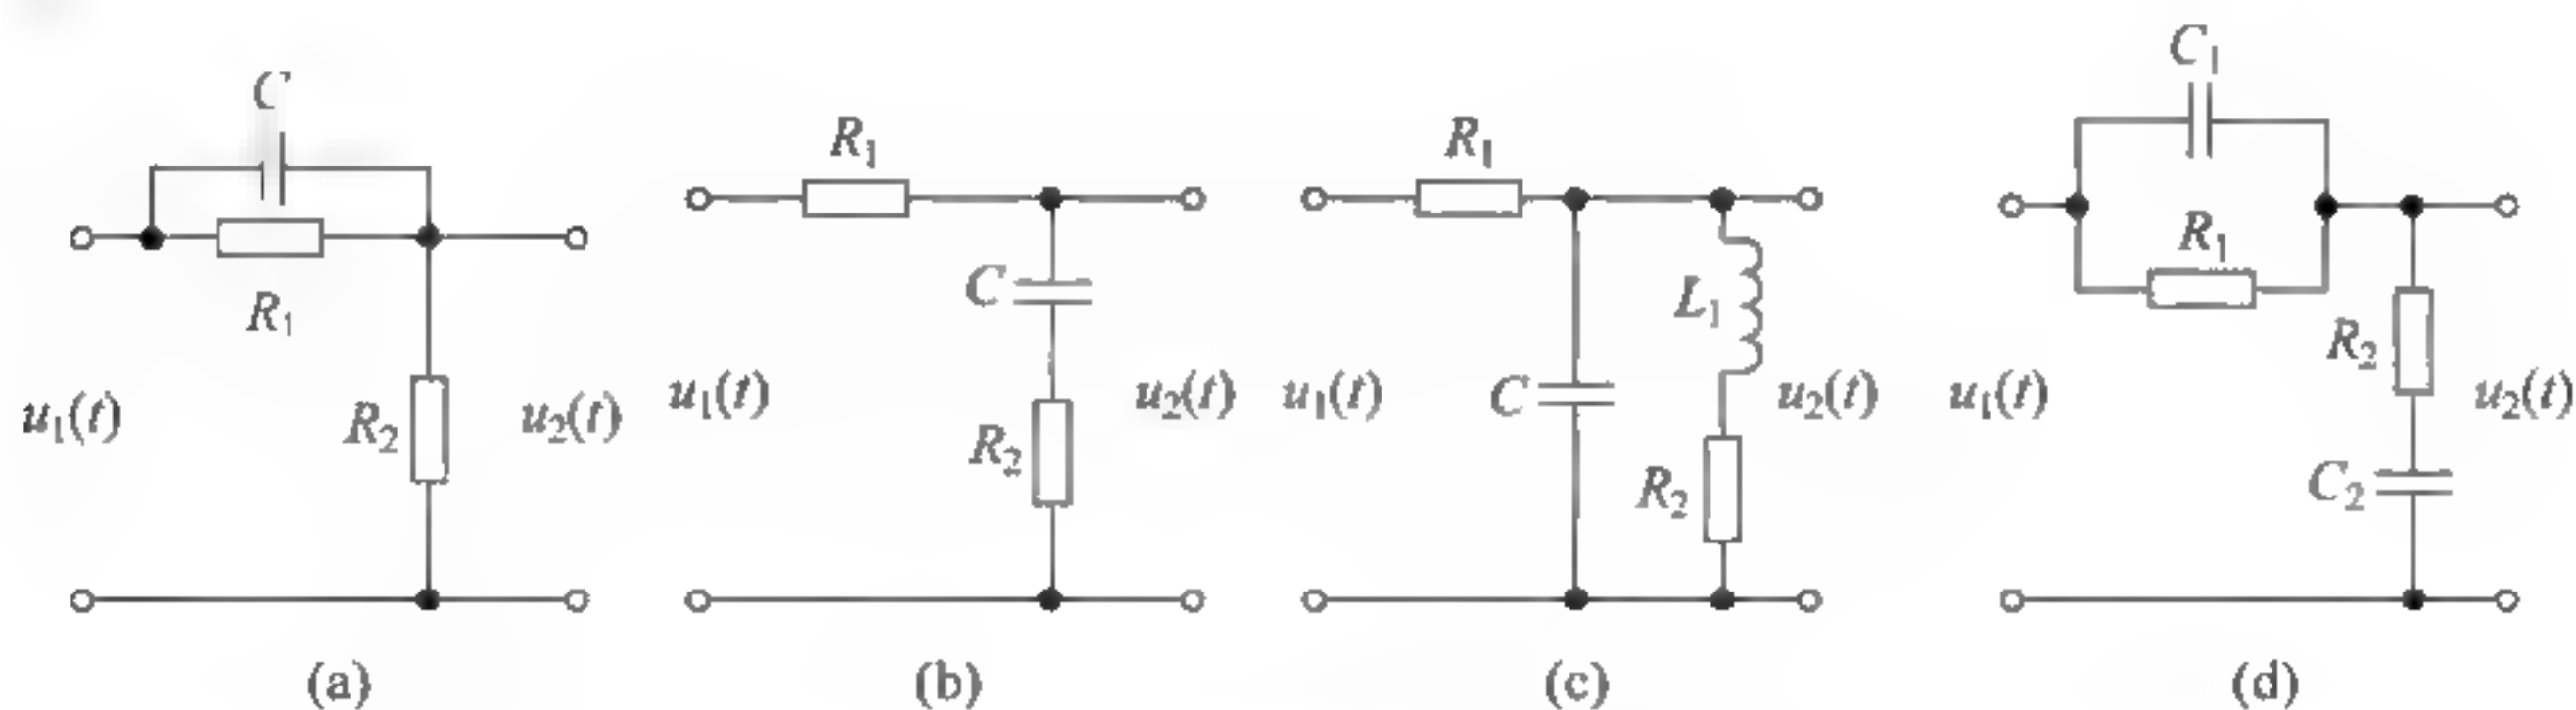 C
R₁
R₂
u₁(t)
u₂(t)
(a)
R₁
C
R₂
u₁(t)
u₂(t)
(b)
R₁
C
L₁
R₂
u₁(t)
u₂(t)
(c)
C₁
R₁
R₂
C₂
u₁(t)
u₂(t)
(d)